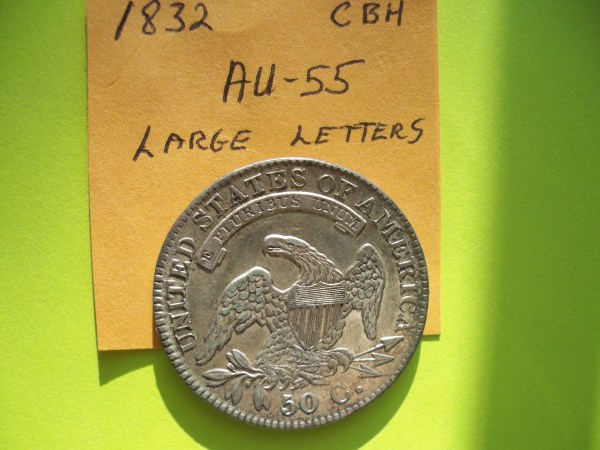 1832 CBH
AU-55
LARGE LETTERS
UNITED STATES OF AMERICA
E PLURIBUS UNUM
50 C.